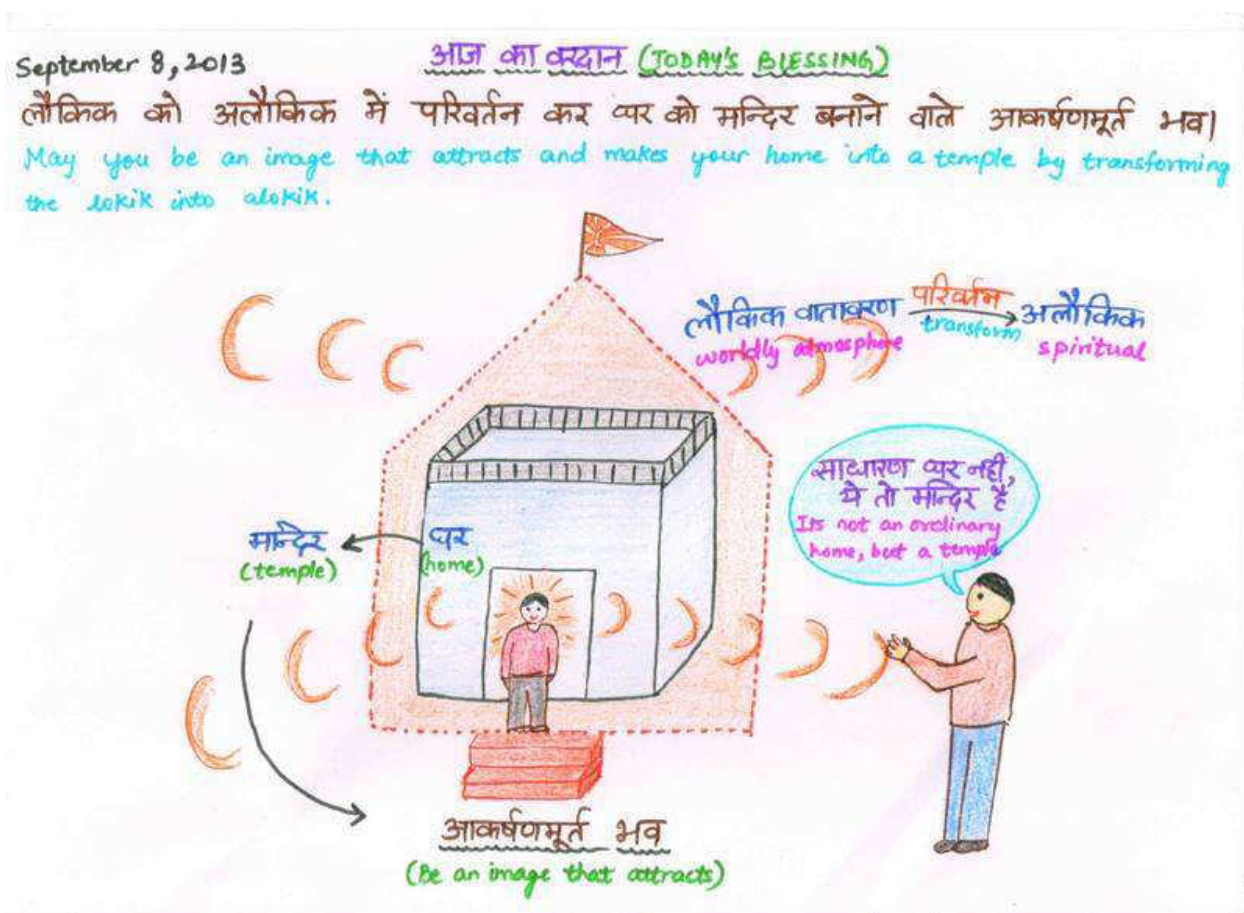 September 8, 2013
आज का वरदान (TODAY'S BLESSING)
लौकिक को अलौकिक में परिवर्तन कर घर को मन्दिर बनाने वाले आकर्षणमूर्त भव।
May you be an image that attracts and makes your home into a temple by transforming
the lokik into alokik.
लौकिक वातावरण परिवर्तन अलौकिक
worldly atmosphere transform spiritual
साधारण घर नहीं,
ये तो मन्दिर है
Its not an ordinary
home, but a temple
मन्दिर घर
(temple) (home)
आकर्षणमूर्त भव
(Be an image that attracts)